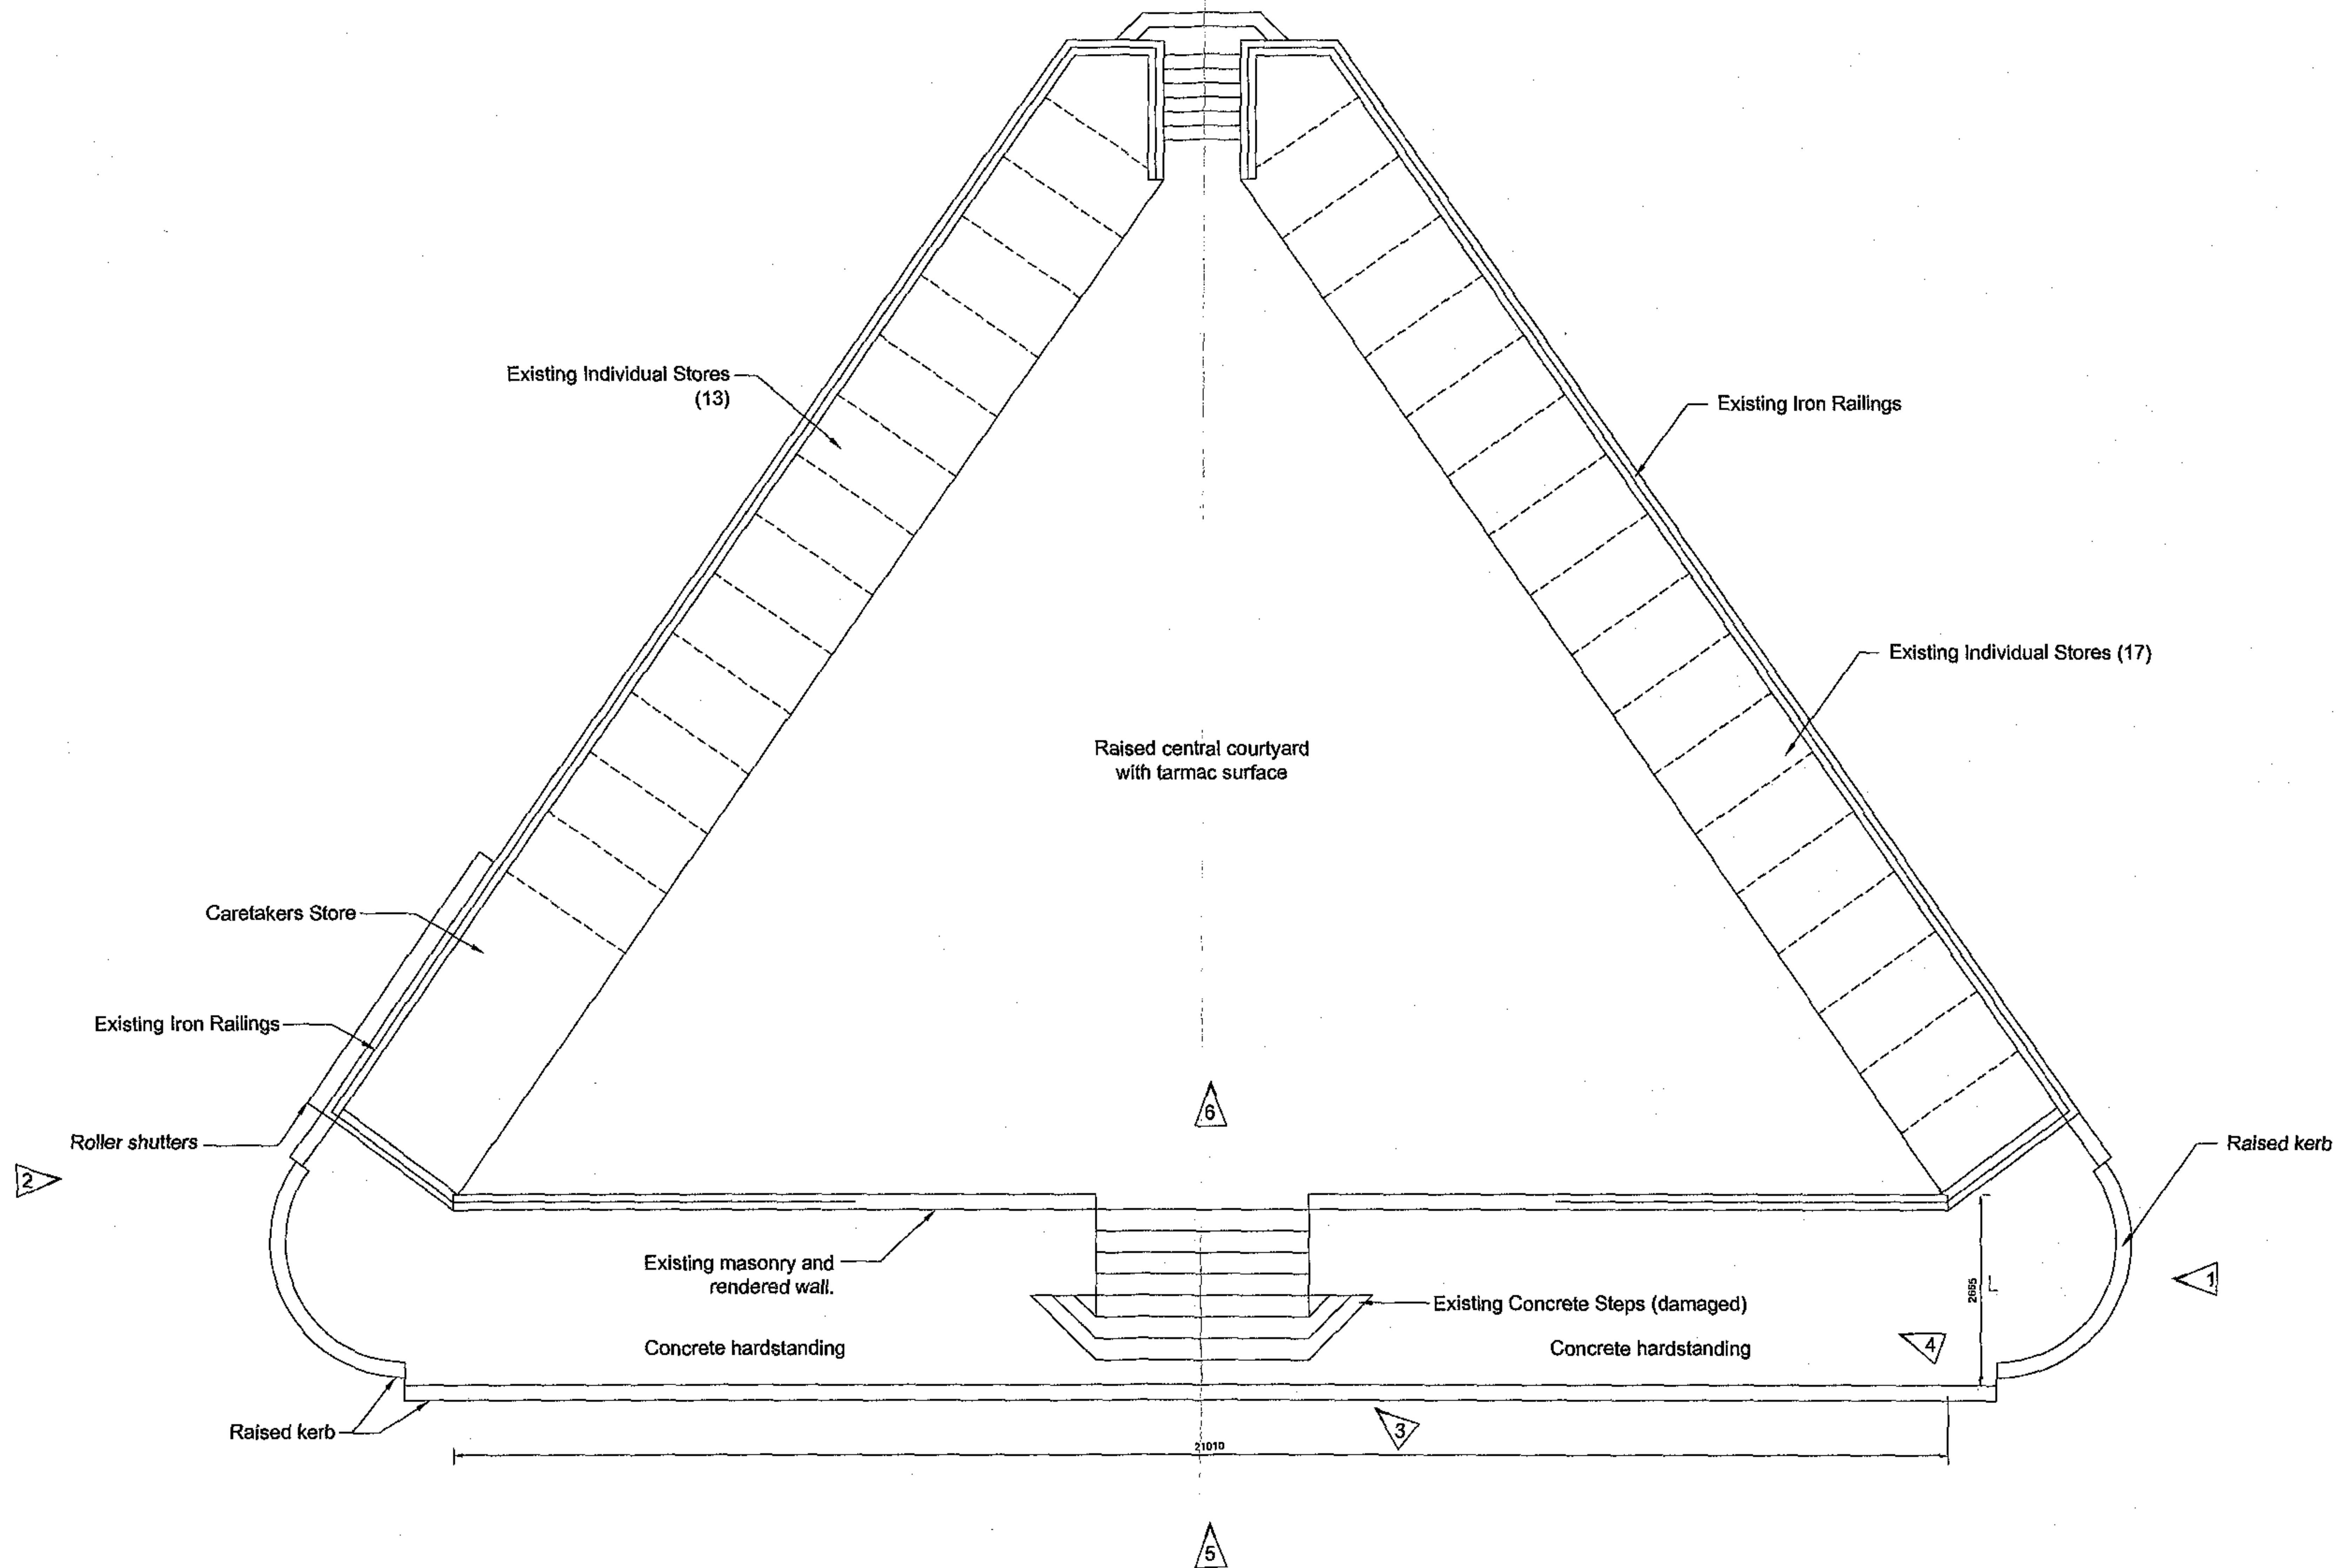 Existing Individual Stores
(13)
Existing Iron Railings
Existing Individual Stores (17)
Raised central courtyard
with tarmac surface
Caretakers Store
Existing Iron Railings
6
Roller shutters
Raised kerb
2
Existing masonry and
rendered wall.
1
2665
L
Existing Concrete Steps (damaged)
4
Concrete hardstanding
Concrete hardstanding
Raised kerb
3
21010
5